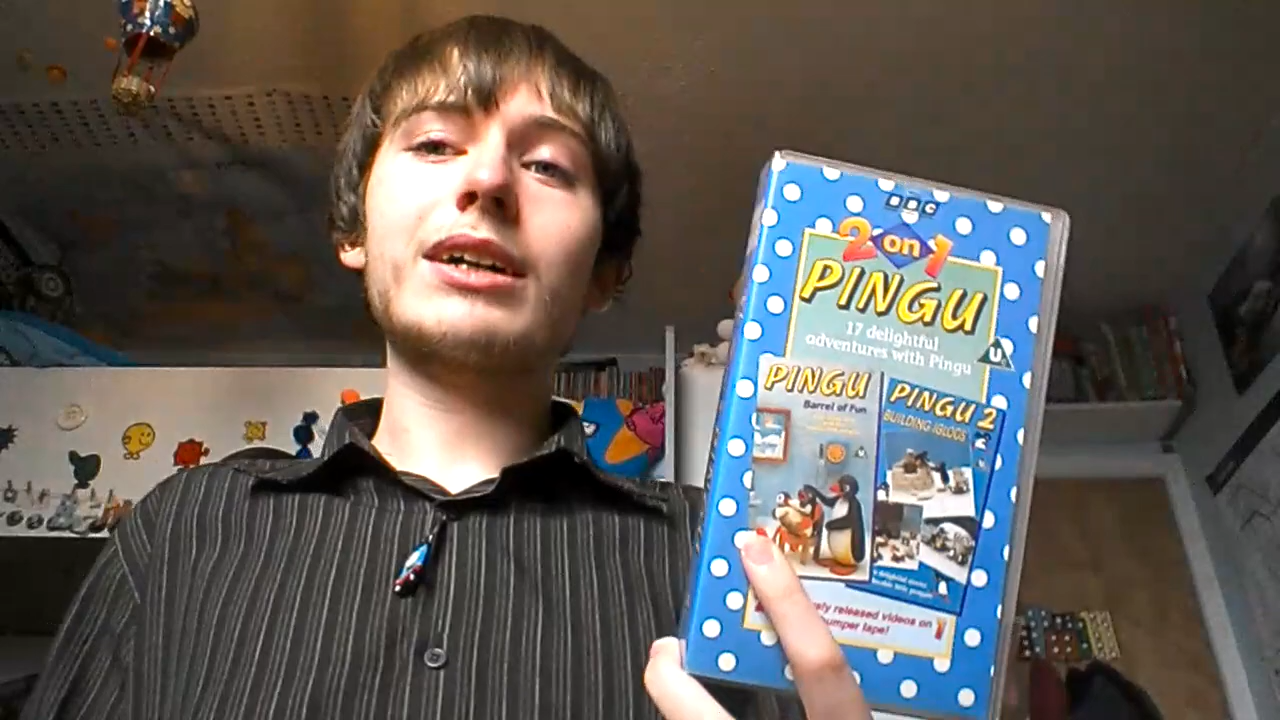 BBC
2 on 1
PINGU
17 delightful
adventures with Pingu
U
PINGU
Barrel of Fun
PINGU 2
BUILDING IGLOOS
released videos on 1
tape!